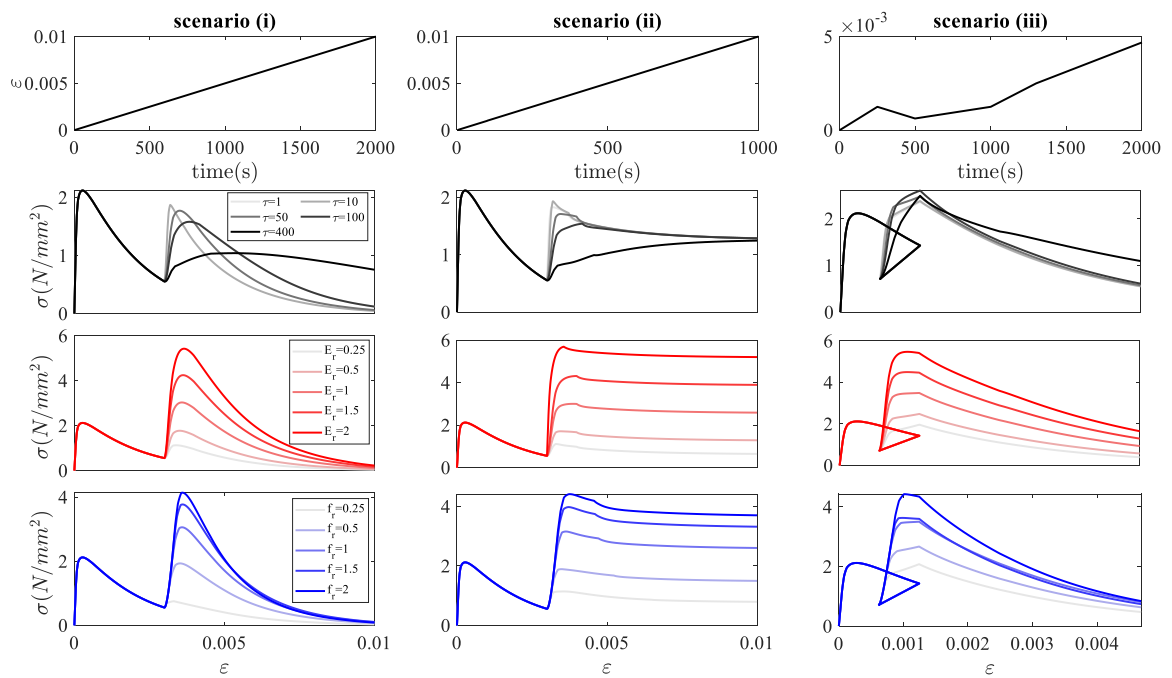 scenario (i)
scenario (ii)
scenario (iii)
×10⁻³
ε
0.01
0.005
0
0 500 1000 1500 2000
time(s)
0.01
0.005
0
0 500 1000
time(s)
5
0
0 500 1000 1500 2000
time(s)
σ(N/mm²)
2
1
0
τ=1 τ=10
τ=50 τ=100
τ=400
2
1
0
2
0
σ(N/mm²)
6
4
2
0
E_r=0.25
E_r=0.5
E_r=1
E_r=1.5
E_r=2
6
4
2
0
6
4
2
0
σ(N/mm²)
4
2
0
f_r=0.25
f_r=0.5
f_r=1
f_r=1.5
f_r=2
0 0.005 0.01
ε
4
2
0
0 0.005 0.01
ε
4
2
0
0 0.001 0.002 0.003 0.004
ε